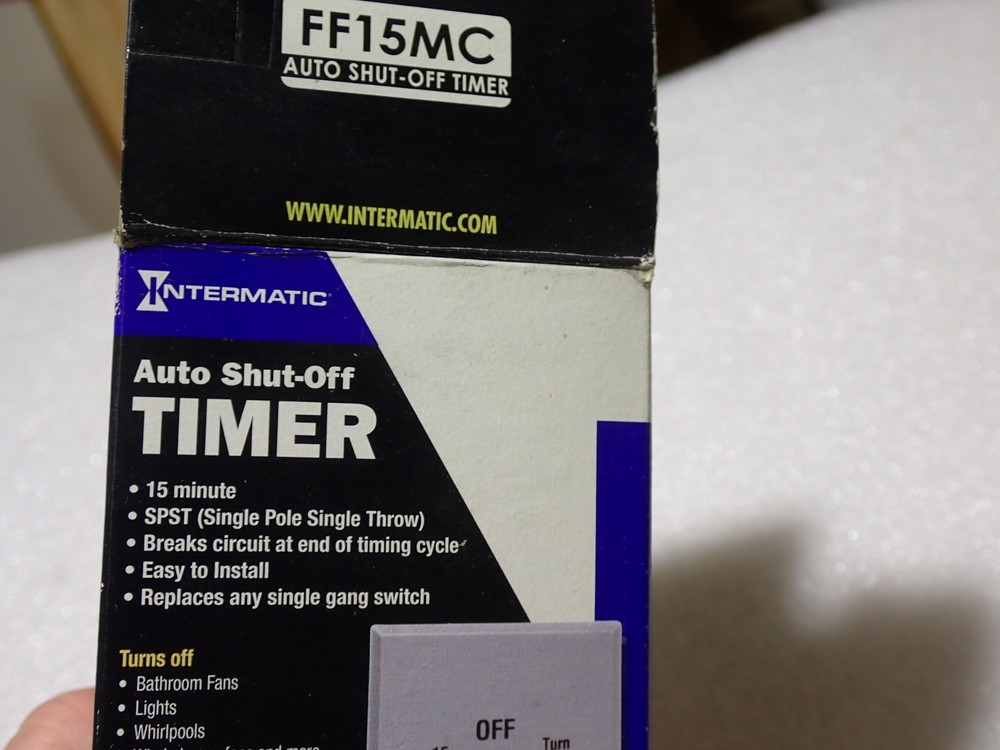 FF15MC
AUTO SHUT-OFF TIMER
WWW.INTERMATIC.COM
INTERMATIC
Auto Shut-Off
TIMER
• 15 minute
• SPST (Single Pole Single Throw)
• Breaks circuit at end of timing cycle
• Easy to Install
• Replaces any single gang switch
Turns off
• Bathroom Fans
• Lights
• Whirlpools
and more
OFF
Turn